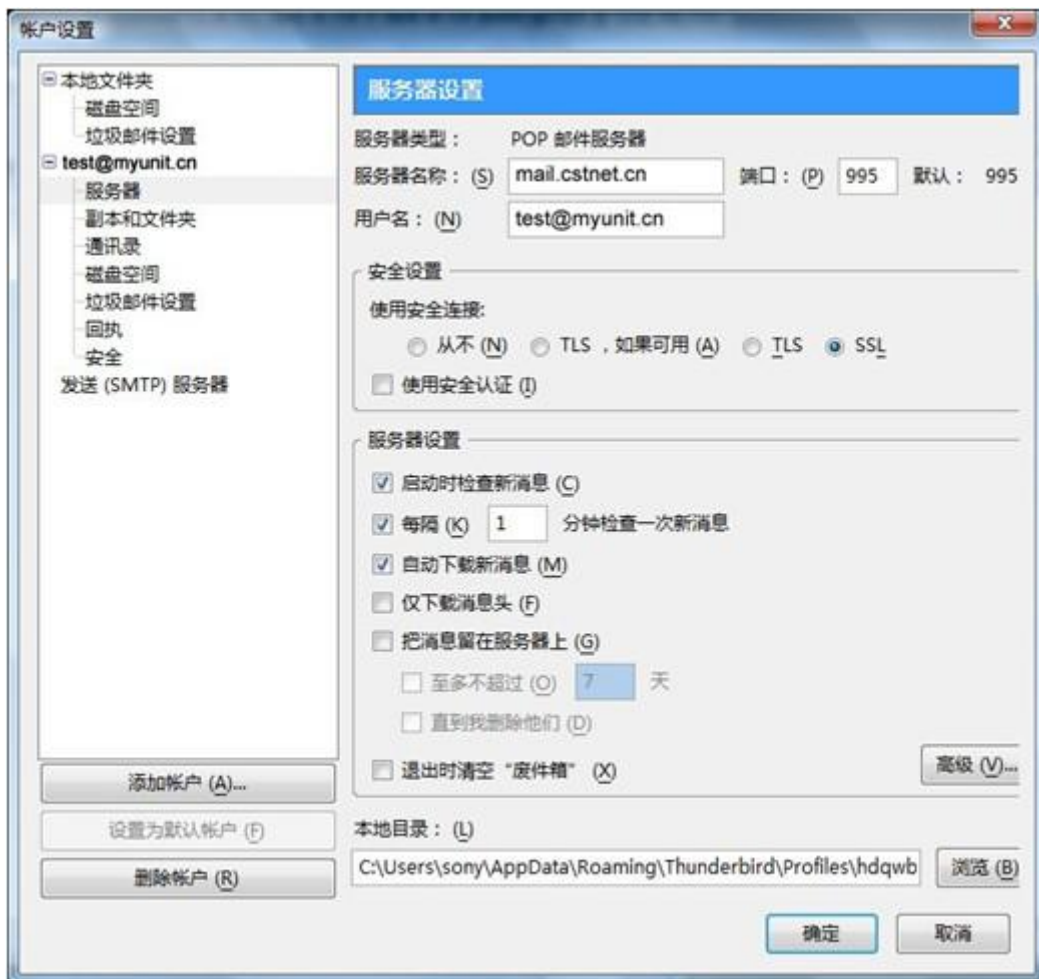 帐户设置
本地文件夹
磁盘空间
垃圾邮件设置
test@myunit.cn
服务器
副本和文件夹
通讯录
磁盘空间
垃圾邮件设置
回执
安全
发送 (SMTP) 服务器
添加帐户 (A)...
设置为默认帐户 (F)
删除帐户 (R)
服务器设置
服务器类型： POP 邮件服务器
服务器名称： (S) mail.cstnet.cn 端口： (P) 995 默认： 995
用户名： (N) test@myunit.cn
安全设置
使用安全连接:
从不 (N) TLS ，如果可用 (A) TLS SSL
使用安全认证 (I)
服务器设置
启动时检查新消息 (C)
每隔 (K) 1 分钟检查一次新消息
自动下载新消息 (M)
仅下载消息头 (F)
把消息留在服务器上 (G)
至多不超过 (O) 7 天
直到我删除他们 (D)
退出时清空 “废件箱” (X)
高级 (V)...
本地目录： (L)
C:\Users\sony\AppData\Roaming\Thunderbird\Profiles\hdqwb
浏览 (B)
确定 取消